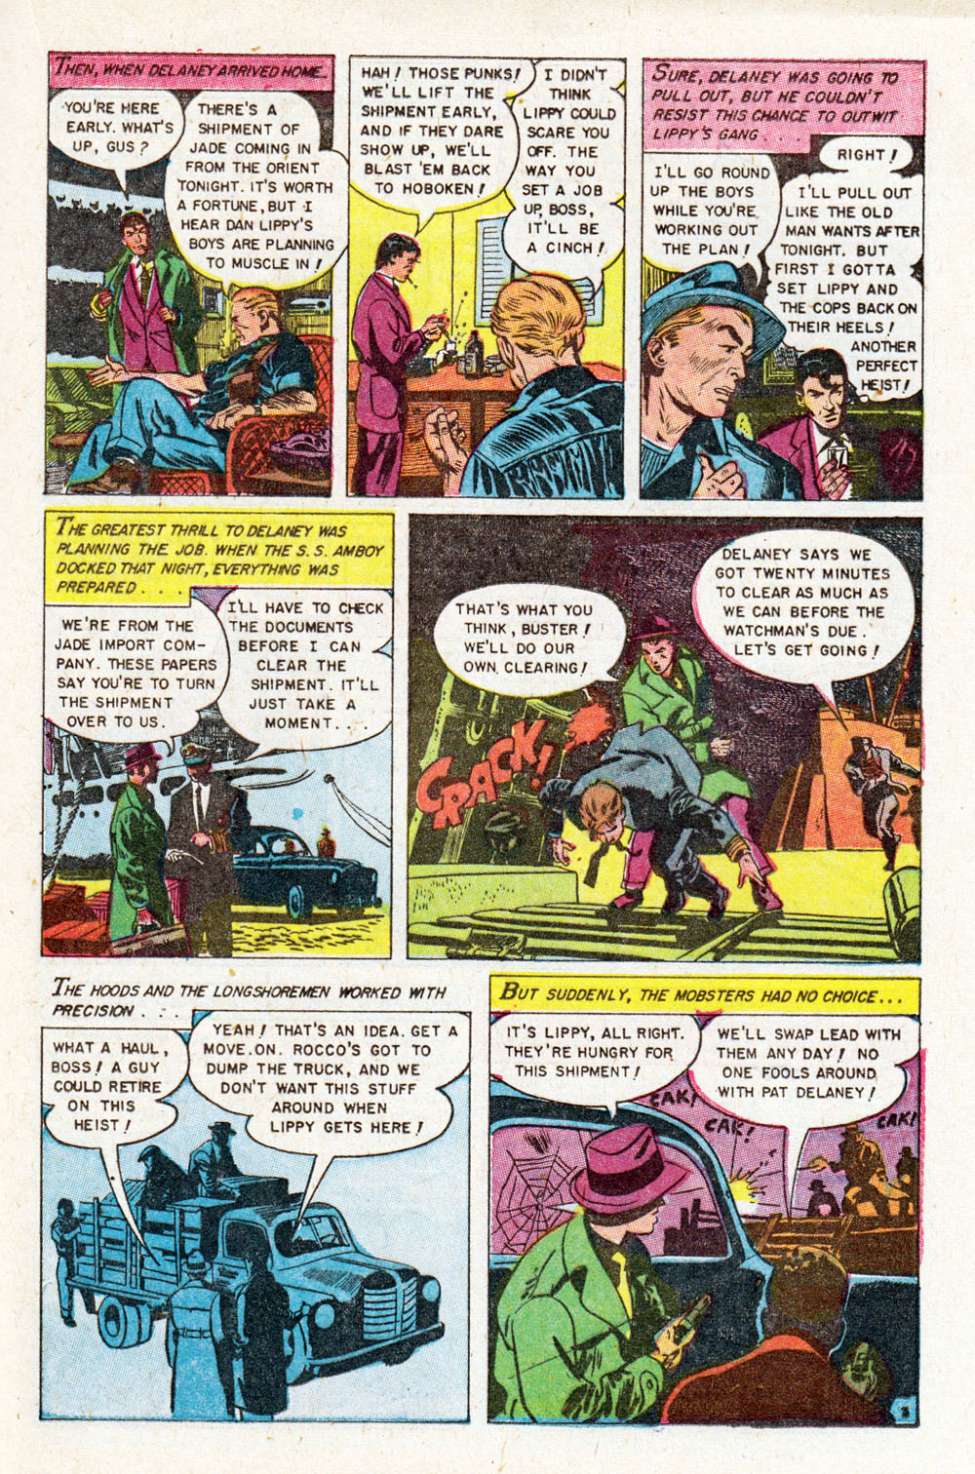 THEN, WHEN DELANEY ARRIVED HOME...
YOU'RE HERE
EARLY. WHAT'S
UP, GUS?
THERE'S A
SHIPMENT OF
JADE COMING IN
FROM THE ORIENT
TONIGHT. IT'S WORTH
A FORTUNE, BUT I
HEAR DAN LIPPY'S
BOYS ARE PLANNING
TO MUSCLE IN!
HAH! THOSE PUNKS!
WE'LL LIFT THE
SHIPMENT EARLY,
AND IF THEY DARE
SHOW UP, WE'LL
BLAST 'EM BACK
TO HOBOKEN!
I DIDN'T
THINK
LIPPY COULD
SCARE YOU
OFF. THE
WAY YOU
SET A JOB
UP, BOSS,
IT'LL BE
A CINCH!
SURE, DELANEY WAS GOING TO
PULL OUT, BUT HE COULDN'T
RESIST THIS CHANCE TO OUTWIT
LIPPY'S GANG . . .
I'LL GO ROUND
UP THE BOYS
WHILE YOU'RE
WORKING OUT
THE PLAN!
RIGHT!
I'LL PULL OUT
LIKE THE OLD
MAN WANTS AFTER
TONIGHT. BUT
FIRST I GOTTA
SET LIPPY AND
THE COPS BACK ON
THEIR HEELS!
ANOTHER
PERFECT
HEIST!
THE GREATEST THRILL TO DELANEY WAS
PLANNING THE JOB. WHEN THE S. S. AMBOY
DOCKED THAT NIGHT, EVERYTHING WAS
PREPARED . . .
WE'RE FROM THE
JADE IMPORT COM-
PANY. THESE PAPERS
SAY YOU'RE TO TURN
THE SHIPMENT
OVER TO US.
I'LL HAVE TO CHECK
THE DOCUMENTS
BEFORE I CAN
CLEAR THE
SHIPMENT. IT'LL
JUST TAKE A
MOMENT. . .
THAT'S WHAT YOU
THINK, BUSTER!
WE'LL DO OUR
OWN CLEARING!
CRACK!
DELANEY SAYS WE
GOT TWENTY MINUTES
TO CLEAR AS MUCH AS
WE CAN BEFORE THE
WATCHMAN'S DUE.
LET'S GET GOING!
THE HOODS AND THE LONGSHOREMEN WORKED WITH
PRECISION . . .
WHAT A HAUL,
BOSS! A GUY
COULD RETIRE
ON THIS
HEIST!
YEAH! THAT'S AN IDEA. GET A
MOVE ON. ROCCO'S GOT TO
DUMP THE TRUCK, AND WE
DON'T WANT THIS STUFF
AROUND WHEN
LIPPY GETS HERE!
BUT SUDDENLY, THE MOBSTERS HAD NO CHOICE...
IT'S LIPPY, ALL RIGHT.
THEY'RE HUNGRY FOR
THIS SHIPMENT!
WE'LL SWAP LEAD WITH
THEM ANY DAY! NO
ONE FOOLS AROUND
WITH PAT DELANEY!
CAK!
CAK!
CAK!
3